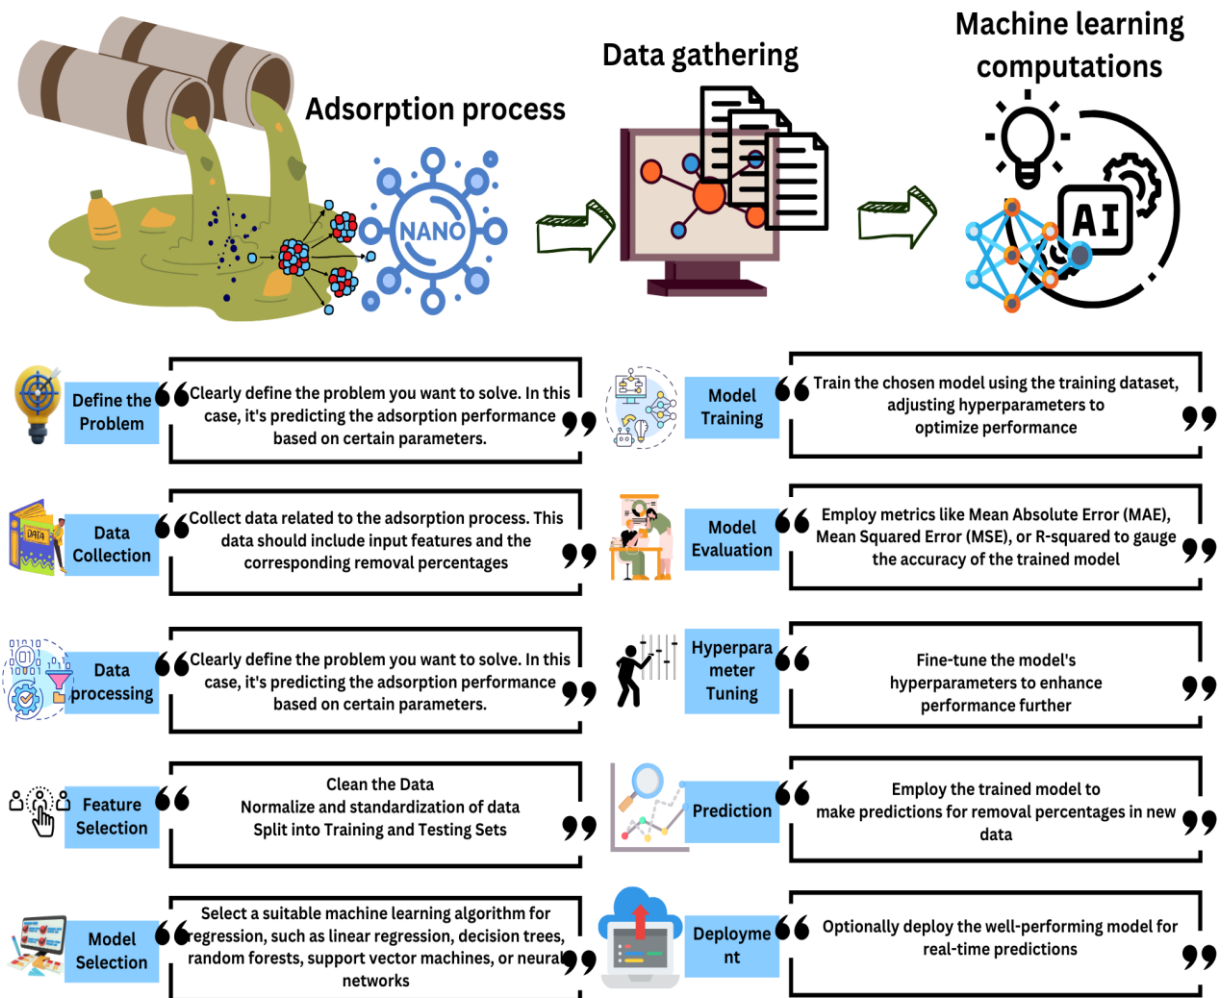 Adsorption process
NANO
Data gathering
Machine learning
computations
AI
Define the
Problem
Clearly define the problem you want to solve. In this
case, it's predicting the adsorption performance
based on certain parameters.
DATA
Data
Collection
Collect data related to the adsorption process. This
data should include input features and the
corresponding removal percentages
Data
processing
Clearly define the problem you want to solve. In this
case, it's predicting the adsorption performance
based on certain parameters.
Feature
Selection
Clean the Data
Normalize and standardization of data
Split into Training and Testing Sets
Model
Selection
Select a suitable machine learning algorithm for
regression, such as linear regression, decision trees,
random forests, support vector machines, or neural
networks
Model
Training
Train the chosen model using the training dataset,
adjusting hyperparameters to
optimize performance
Model
Evaluation
Employ metrics like Mean Absolute Error (MAE),
Mean Squared Error (MSE), or R-squared to gauge
the accuracy of the trained model
Hyperpara
meter
Tuning
Fine-tune the model's
hyperparameters to enhance
performance further
Prediction
Employ the trained model to
make predictions for removal percentages in new
data
Deployme
nt
Optionally deploy the well-performing model for
real-time predictions